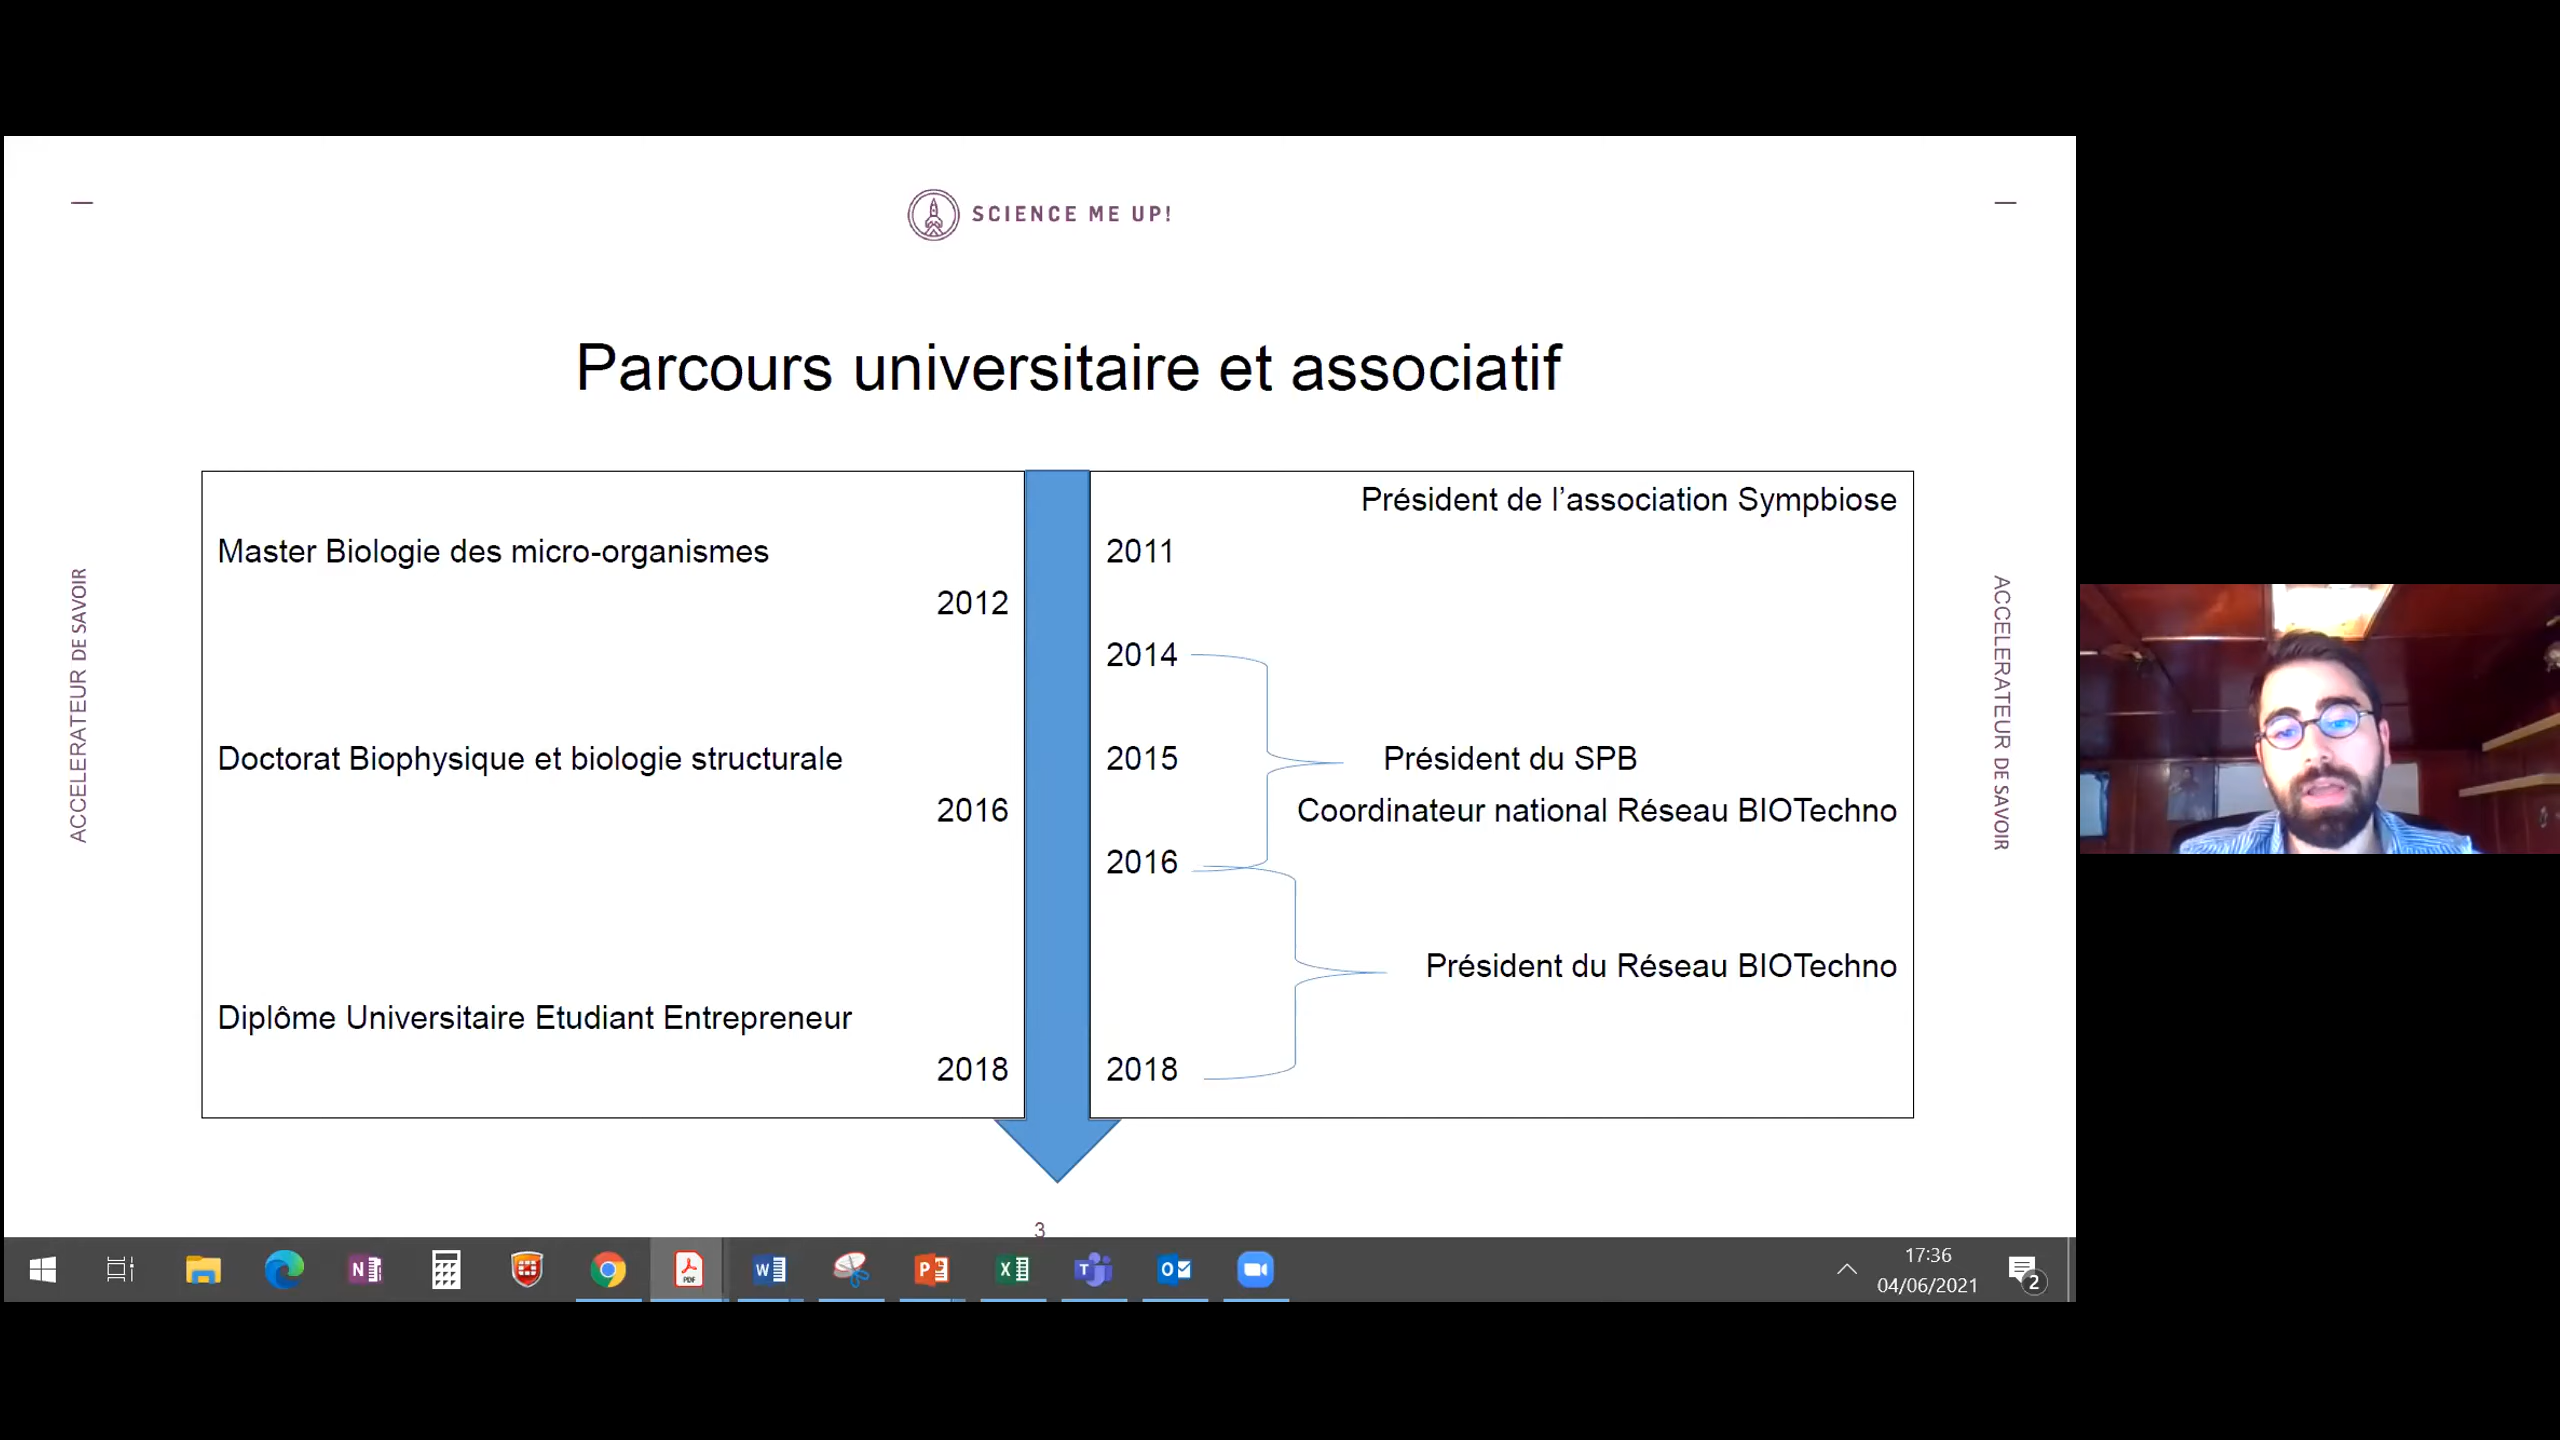 SCIENCE ME UP!
Parcours universitaire et associatif
ACCELERATEUR DE SAVOIR
Master Biologie des micro-organismes
2012
Doctorat Biophysique et biologie structurale
2016
Diplôme Universitaire Etudiant Entrepreneur
2018
Président de l’association Sympbiose
2011
2014
2015 Président du SPB
Coordinateur national Réseau BIOTechno
2016
Président du Réseau BIOTechno
2018
ACCELERATEUR DE SAVOIR
3
N
PDF
W
P
X
T
O
17:36
04/06/2021
2